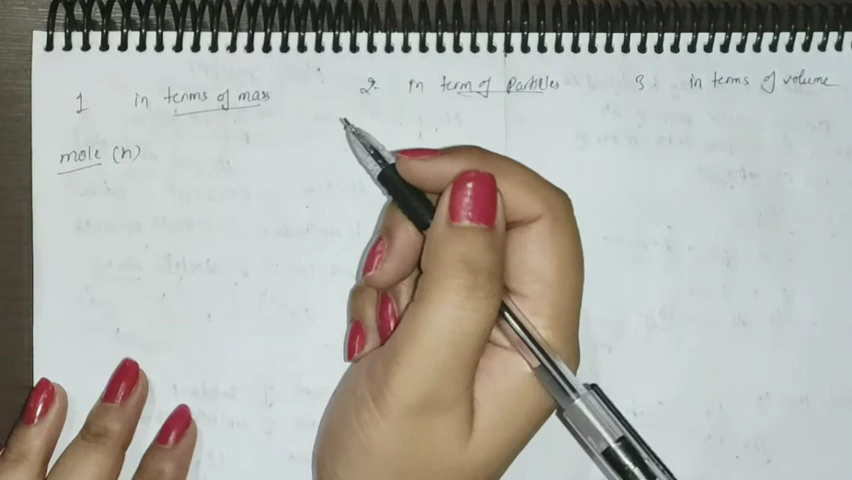 1 in terms of mass
2. in term of Particles
3 in terms of volume
mole (n)